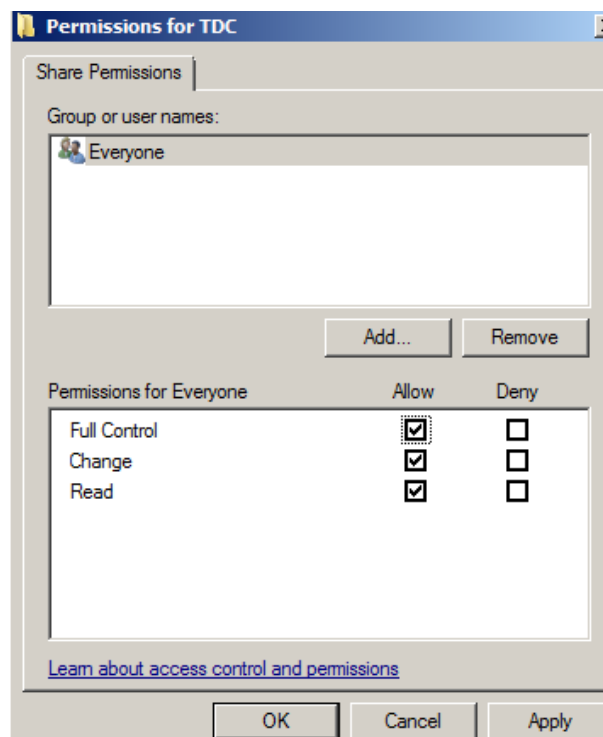 Permissions for TDC
Share Permissions
Group or user names:
Everyone
Add... Remove
Permissions for Everyone Allow Deny
Full Control
Change
Read
Learn about access control and permissions
OK Cancel Apply